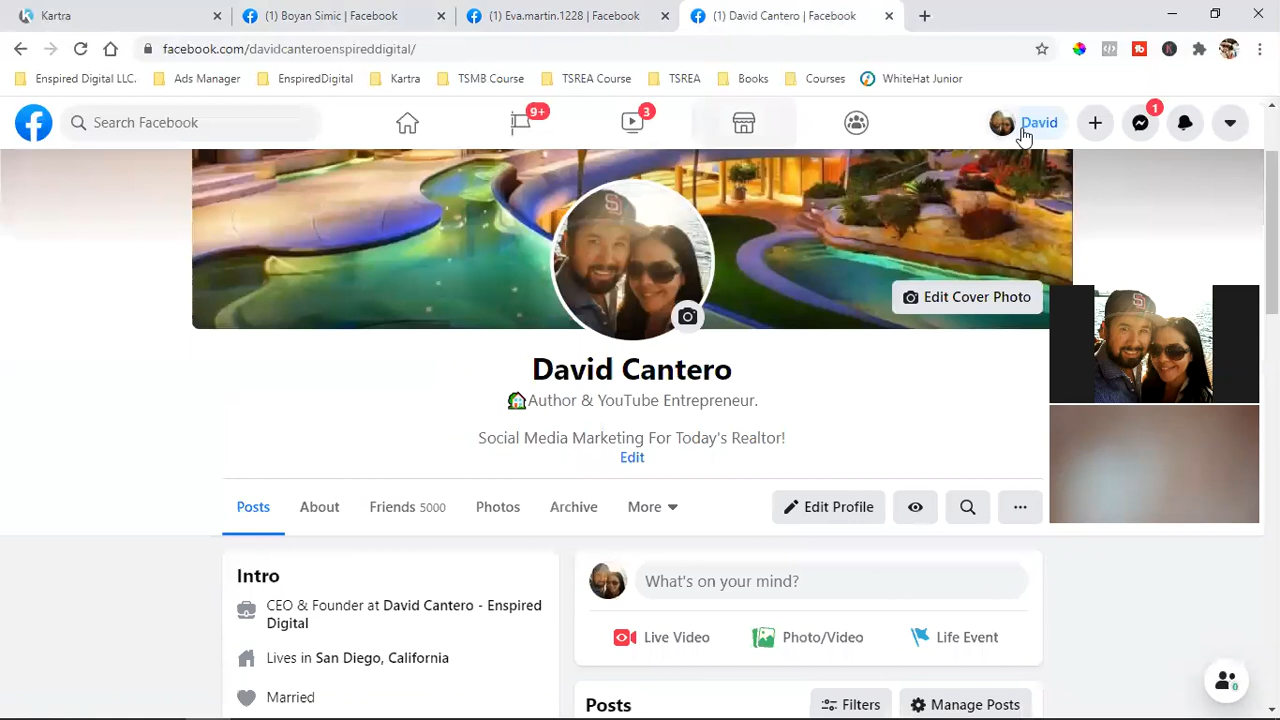 Kartra
(1) Boyan Simic | Facebook
(1) Eva.martin.1228 | Facebook
(1) David Cantero | Facebook
facebook.com/davidcanteroenspireddigital/
Enspired Digital LLC.
Ads Manager
EnspiredDigital
Kartra
TSMB Course
TSREA Course
TSREA
Books
Courses
WhiteHat Junior
Search Facebook
9+
3
David
1
Edit Cover Photo
David Cantero
Author & YouTube Entrepreneur.
Social Media Marketing For Today's Realtor!
Edit
Posts
About
Friends 5000
Photos
Archive
More
Edit Profile
Intro
CEO & Founder at David Cantero - Enspired
Digital
Lives in San Diego, California
Married
What's on your mind?
Live Video
Photo/Video
Life Event
Posts
Filters
Manage Posts